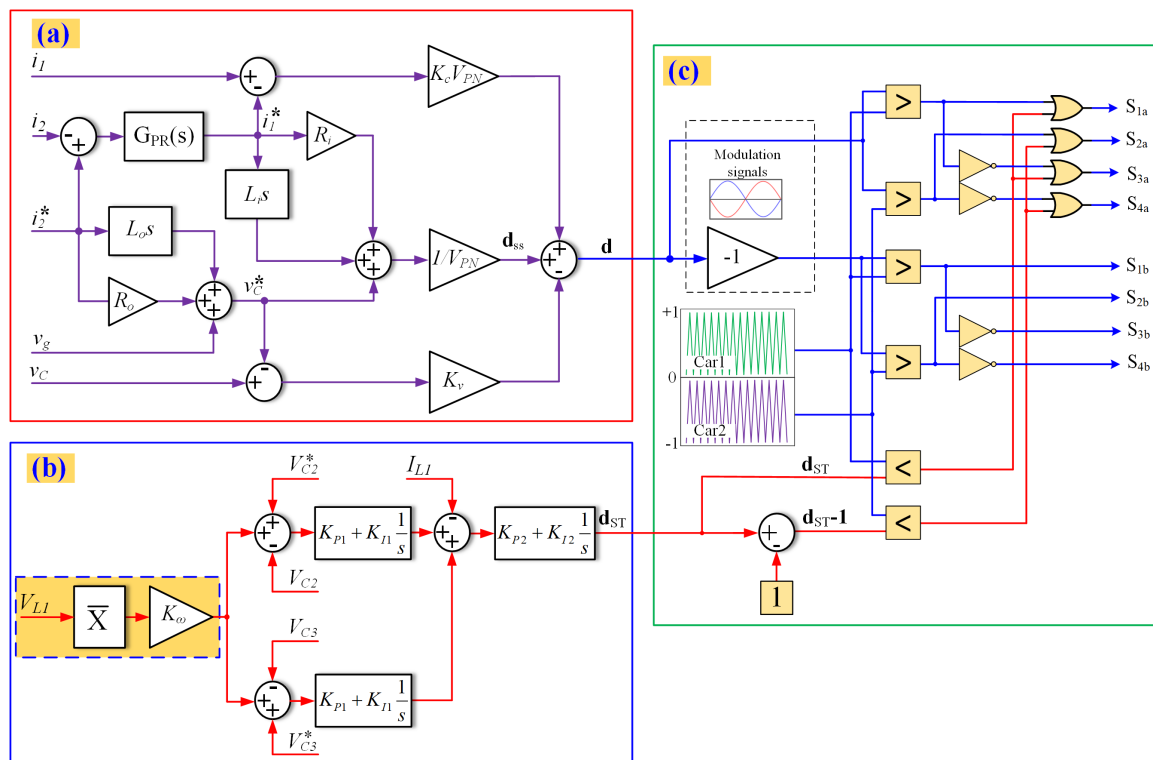 (a)
i1
KcVPN
i2
GPR(s)
i1*
Ri
Lis
i2*
Los
Ro
vC*
1/VPN
dss
d
vg
vC
Kv
(b)
VC2*
IL1
KP1 + KI1 1/s
KP2 + KI2 1/s
dST
VC2
VL1
X̅
Kω
VC3
KP1 + KI1 1/s
VC3*
(c)
Modulation
signals
-1
+1
Car1
0
Car2
-1
>
>
>
>
<
<
dST
dST-1
1
S1a
S2a
S3a
S4a
S1b
S2b
S3b
S4b